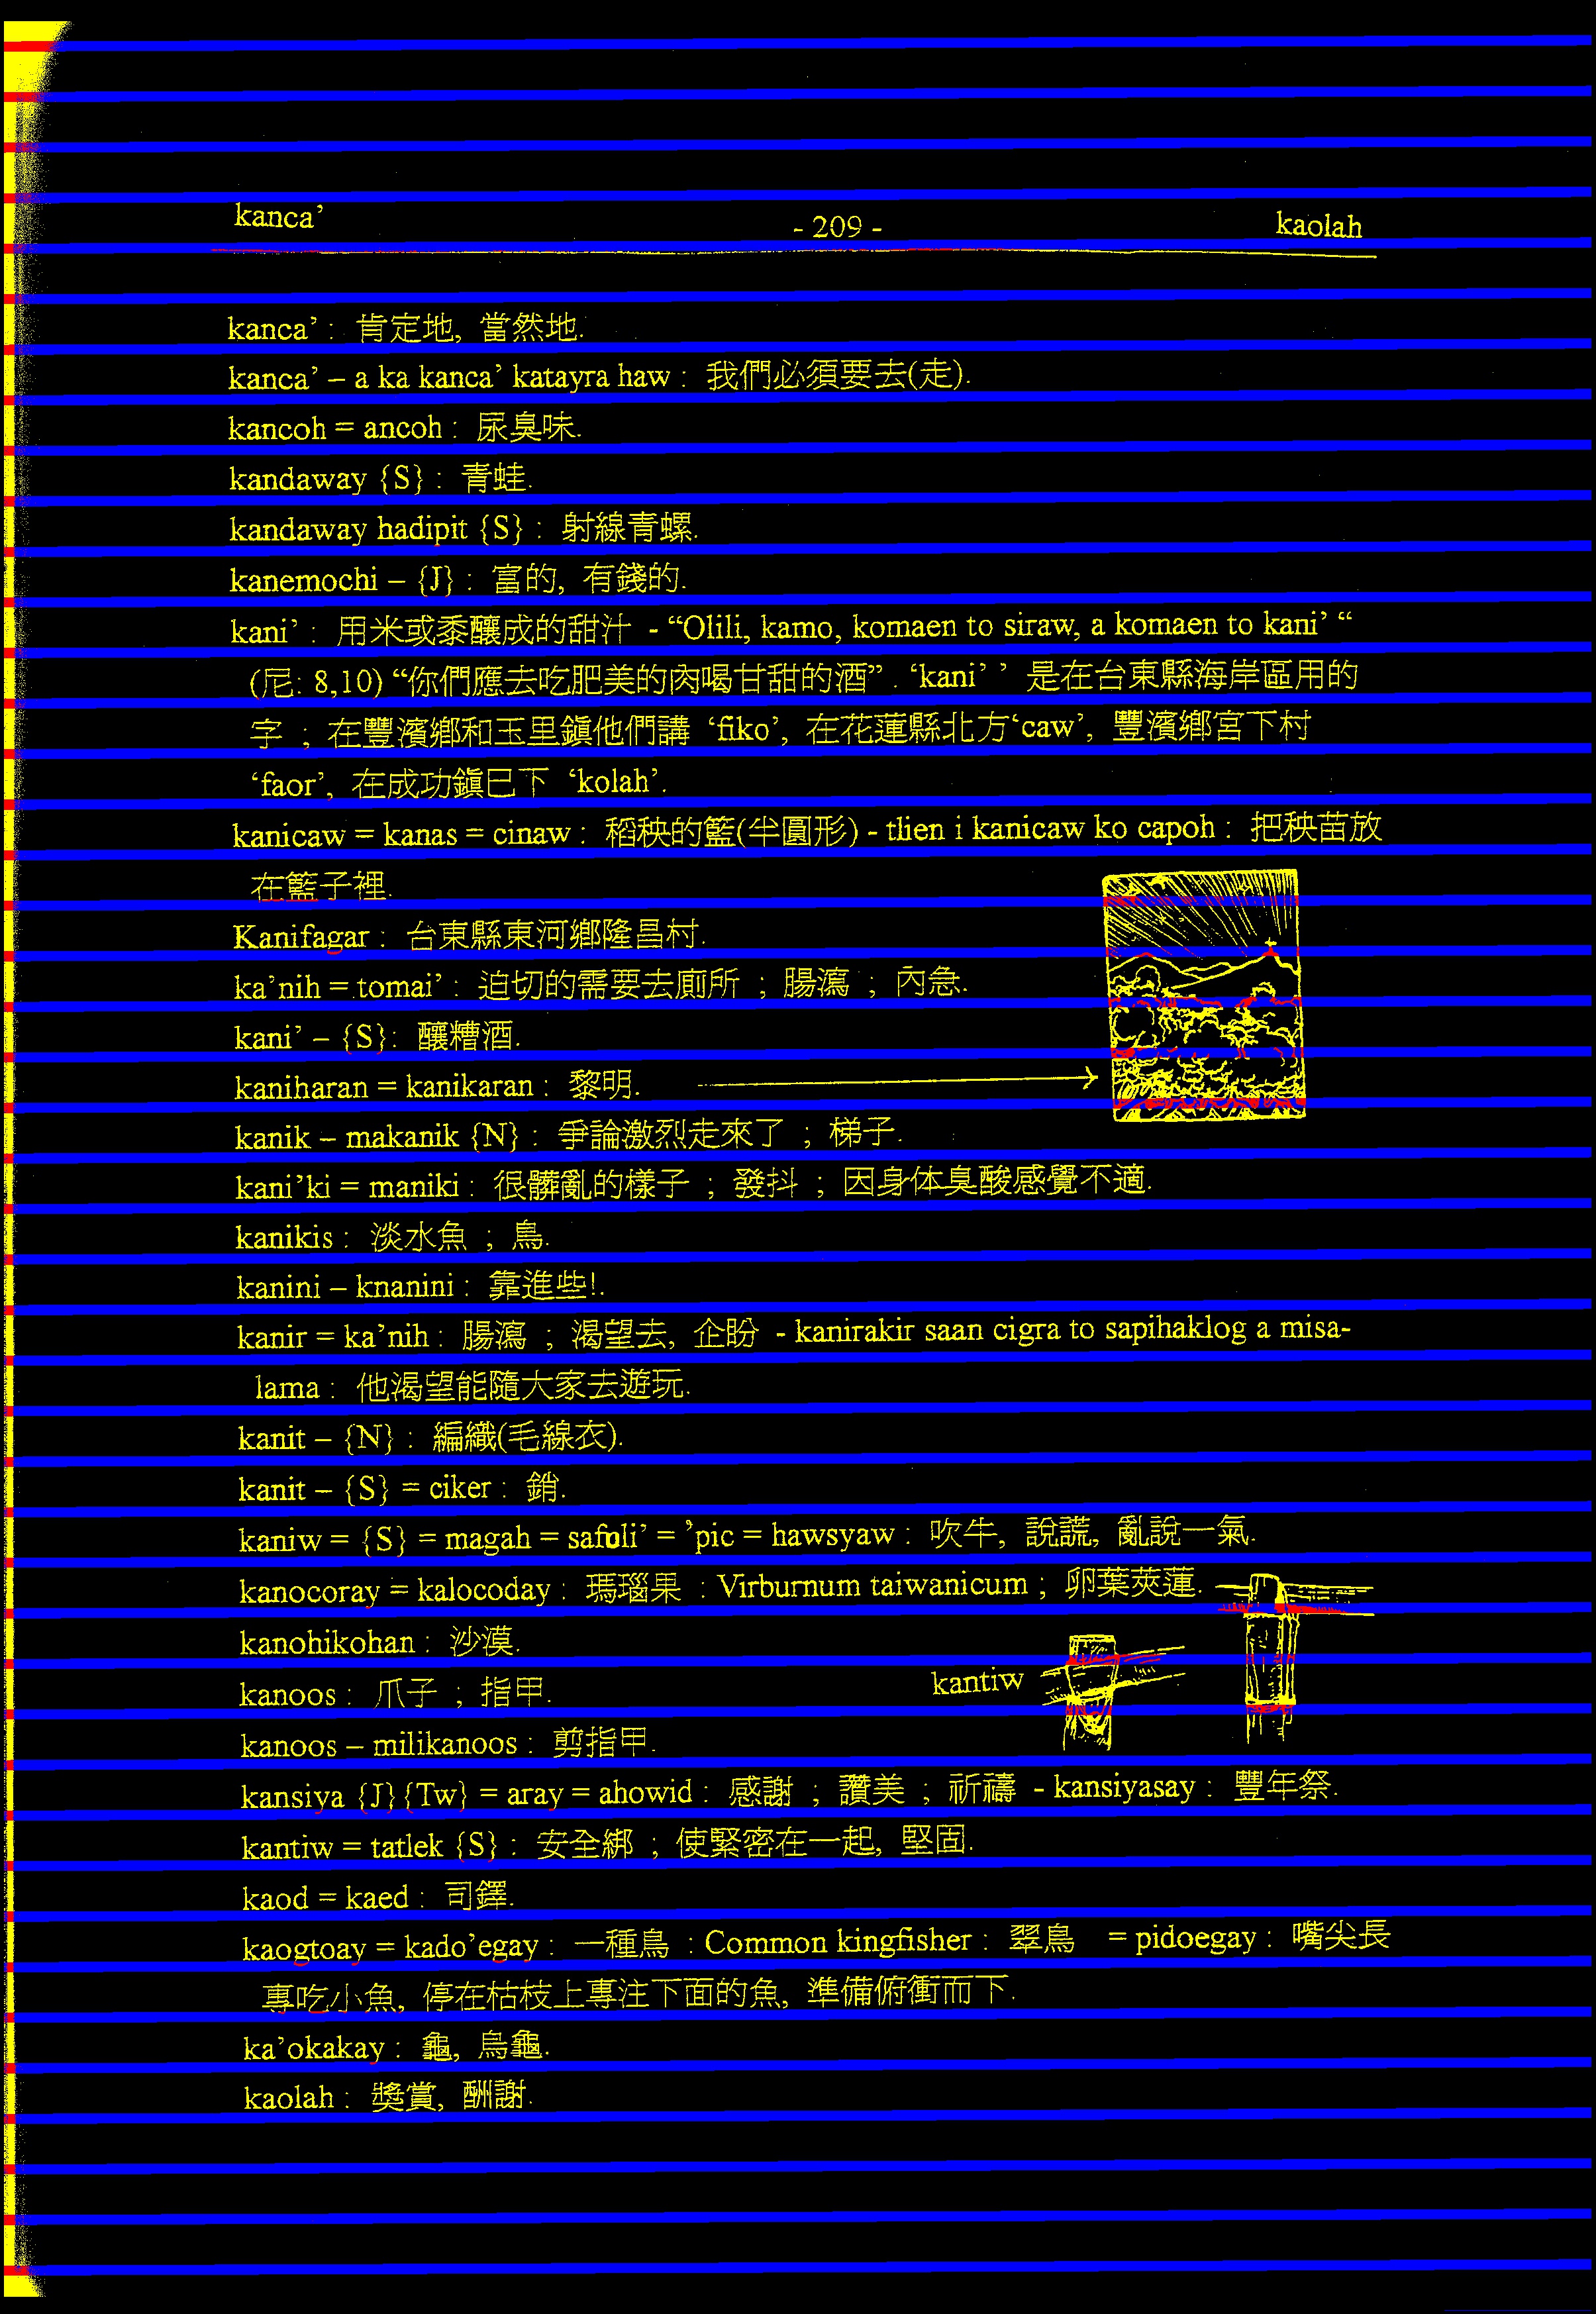 kanca’
- 209 -
kaolah
kanca’ : 肯定地, 當然地.
kanca’ – a ka kanca’ katayra haw : 我們必須要去(走).
kancoh = ancoh : 尿臭味.
kandaway {S} : 青蛙.
kandaway hadipit {S} : 射線青螺.
kanemochi – {J} : 富的, 有錢的.
kani’ : 用米或黍釀成的甜汁 - “Olili, kamo, komaen to siraw, a komaen to kani’ “
(尼: 8,10) “你們應去吃肥美的肉喝甘甜的酒” . ‘kani’ ’ 是在台東縣海岸區用的
字 ; 在豐濱鄉和玉里鎮他們講 ‘fiko’, 在花蓮縣北方‘caw’, 豐濱鄉宮下村
‘faor’, 在成功鎮巴下 ‘kolah’.
kanicaw = kanas = cinaw : 稻秧的籃(半圓形) - tlien i kanicaw ko capoh : 把秧苗放
在籃子裡.
Kanifagar : 台東縣東河鄉隆昌村.
ka’nih = tomai’ : 迫切的需要去廁所 ; 腸瀉 ; 內急.
kani’ – {S}: 釀糟酒.
kaniharan = kanikaran : 黎明.
kanik – makanik {N} : 爭論激烈走來了 ; 梯子.
kani’ki = maniki : 很髒亂的樣子 ; 發抖 ; 因身体臭酸感覺不適.
kanikis : 淡水魚 ; 鳥.
kanini – knanini : 靠進些!.
kanir = ka’nih : 腸瀉 ; 渴望去, 企盼 - kanirakir saan cigra to sapihaklog a misa-
lama : 他渴望能隨大家去遊玩.
kanit – {N} : 編織(毛線衣).
kanit – {S} = ciker : 銷.
kaniw = {S} = magah = safoli’ = ’pic = hawsyaw : 吹牛, 說謊, 亂說一氣.
kanocoray = kalocoday : 瑪瑙果 : Virburnum taiwanicum ; 卵葉莢蓮.
kanohikohan : 沙漠.
kanoos : 爪子 ; 指甲.
kantiw
kanoos – milikanoos : 剪指甲.
kansiya {J} {Tw} = aray = ahowid : 感謝 ; 讚美 ; 祈禱 - kansiyasay : 豐年祭.
kantiw = tatlek {S} : 安全綁 ; 使緊密在一起, 堅固.
kaod = kaed : 司鐸.
kaogtoay = kado’egay : 一種鳥 : Common kingfisher : 翠鳥 = pidoegay : 嘴尖長
專吃小魚, 停在枯枝上專注下面的魚, 準備俯衝而下.
ka’okakay : 龜, 烏龜.
kaolah : 獎賞, 酬謝.